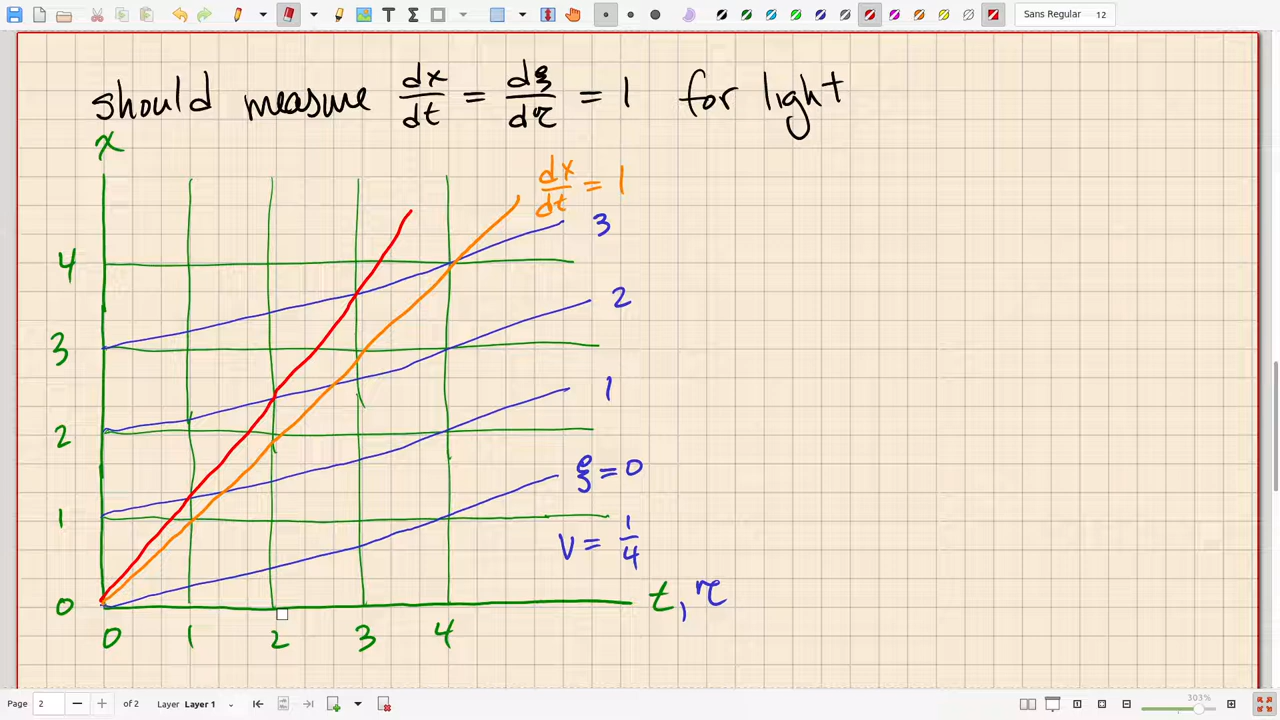 Sans Regular 12
should measure dx/dt = dξ/dτ = 1 for light
x
dx/dt = 1
3
4
2
3
1
2
ξ = 0
1
v = 1/4
t, τ
0
0 1 2 3 4
Page 2 of 2 Layer Layer 1
303%